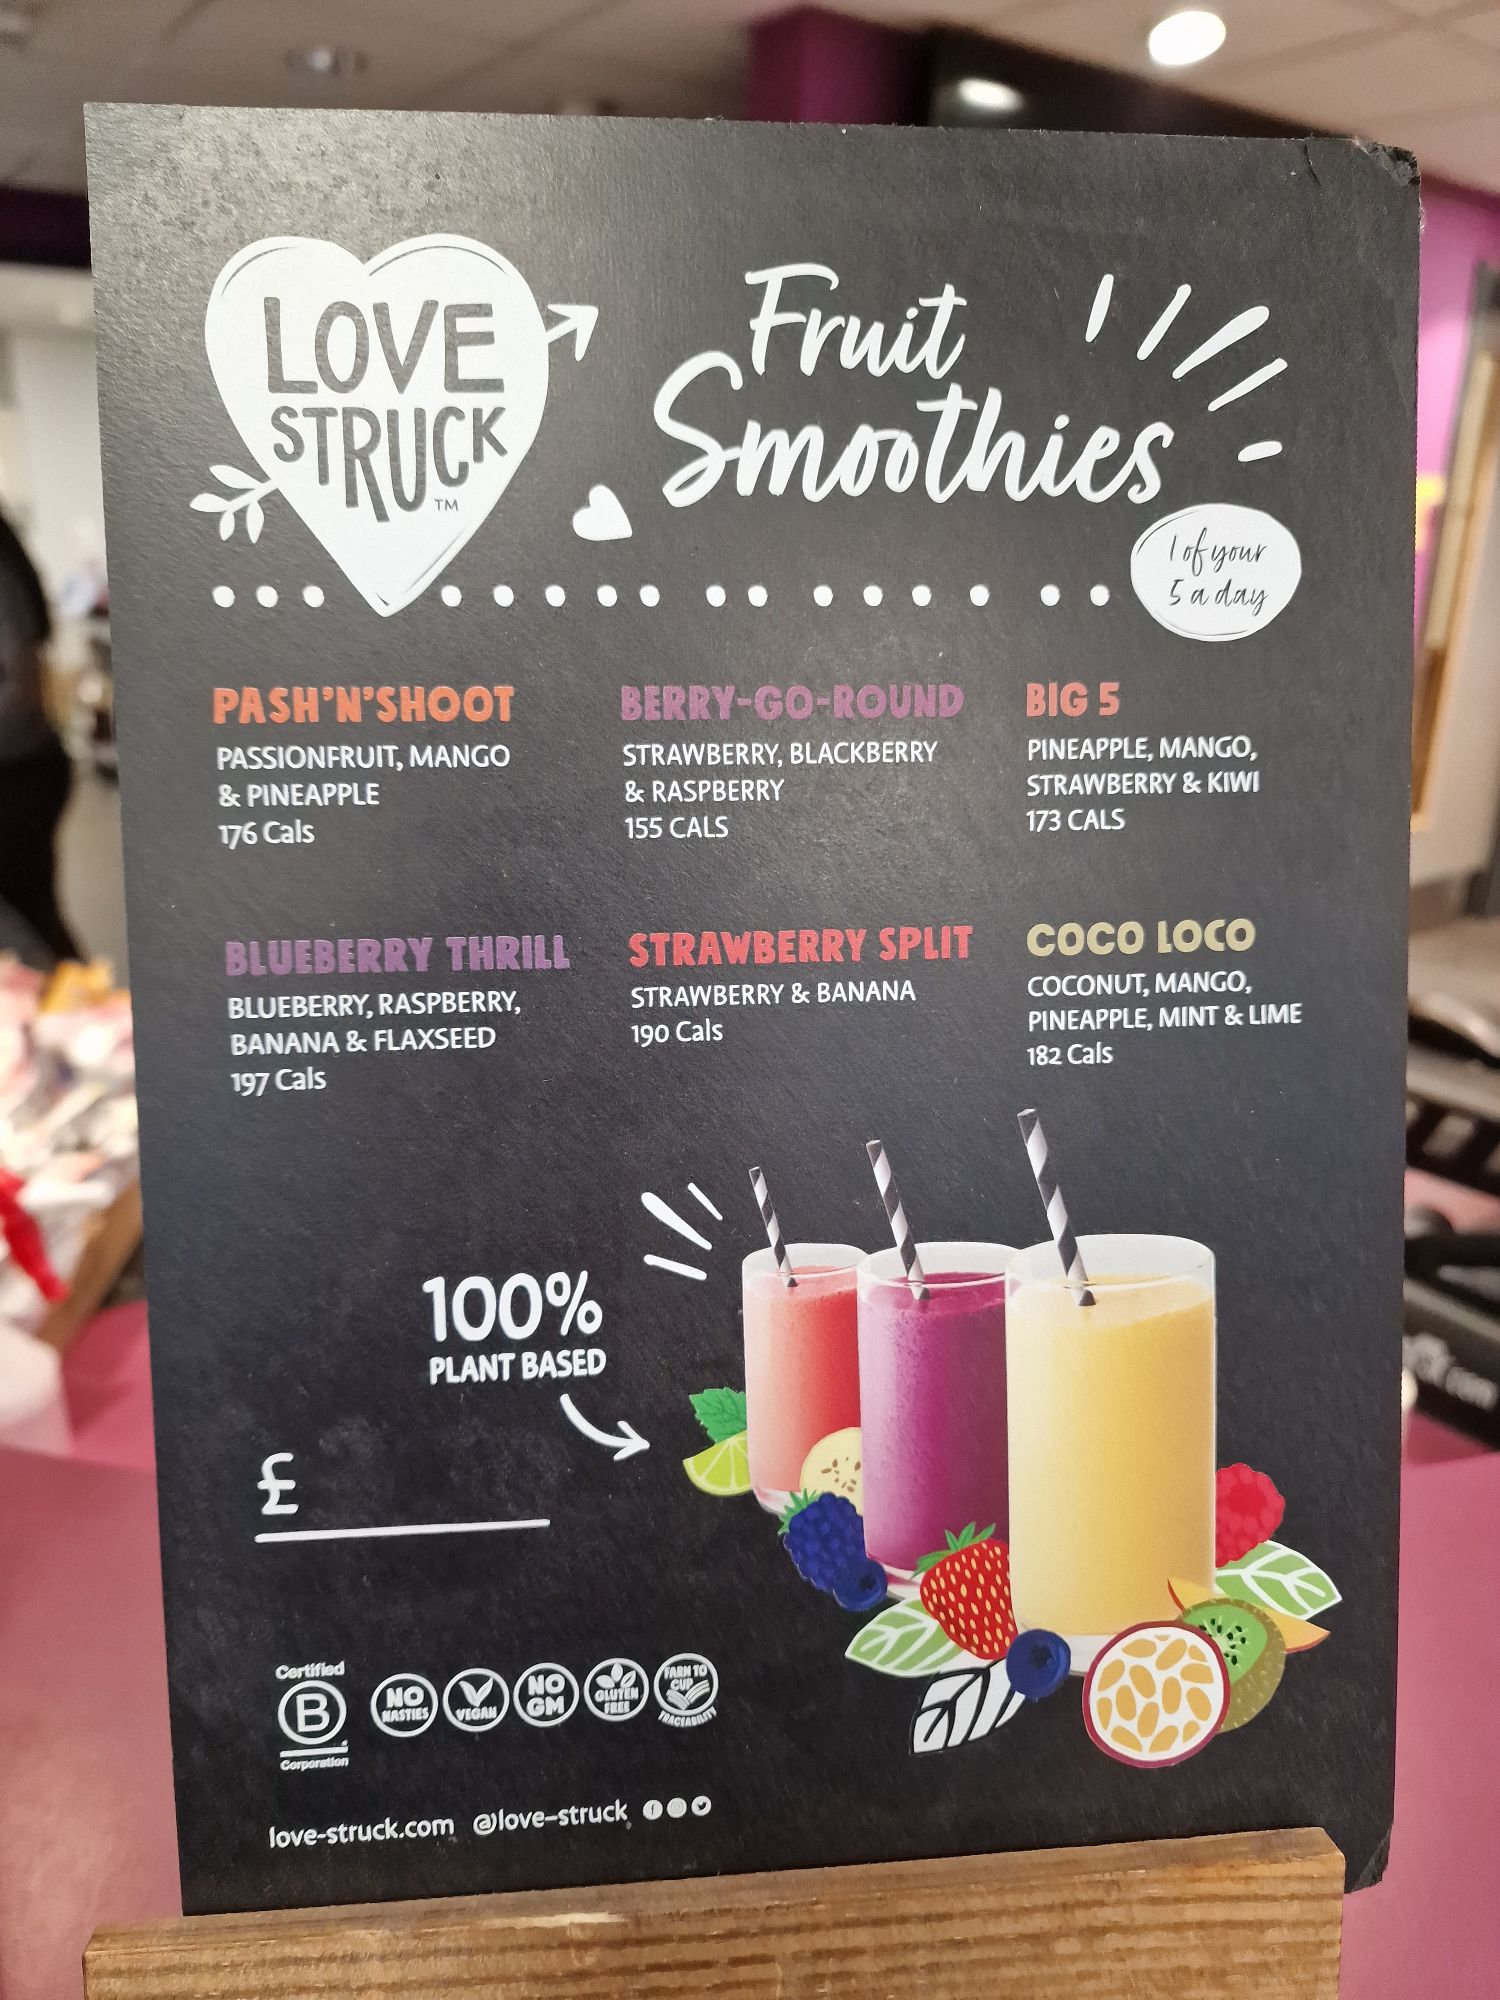 LOVE
STRUCK
TM
Fruit
Smoothies
1 of your
5 a day
PASH'N'SHOOT
PASSIONFRUIT, MANGO
& PINEAPPLE
176 Cals
BERRY-GO-ROUND
STRAWBERRY, BLACKBERRY
& RASPBERRY
155 CALS
BIG 5
PINEAPPLE, MANGO,
STRAWBERRY & KIWI
173 CALS
BLUEBERRY THRILL
BLUEBERRY, RASPBERRY,
BANANA & FLAXSEED
197 Cals
STRAWBERRY SPLIT
STRAWBERRY & BANANA
190 Cals
COCO LOCO
COCONUT, MANGO,
PINEAPPLE, MINT & LIME
182 Cals
100%
PLANT BASED
£
Certified
B
Corporation
NO
NASTIES
VEGAN
NO
GM
GLUTEN
FREE
FARM TO
CUP
TRACEABILITY
love-struck.com @love-struck